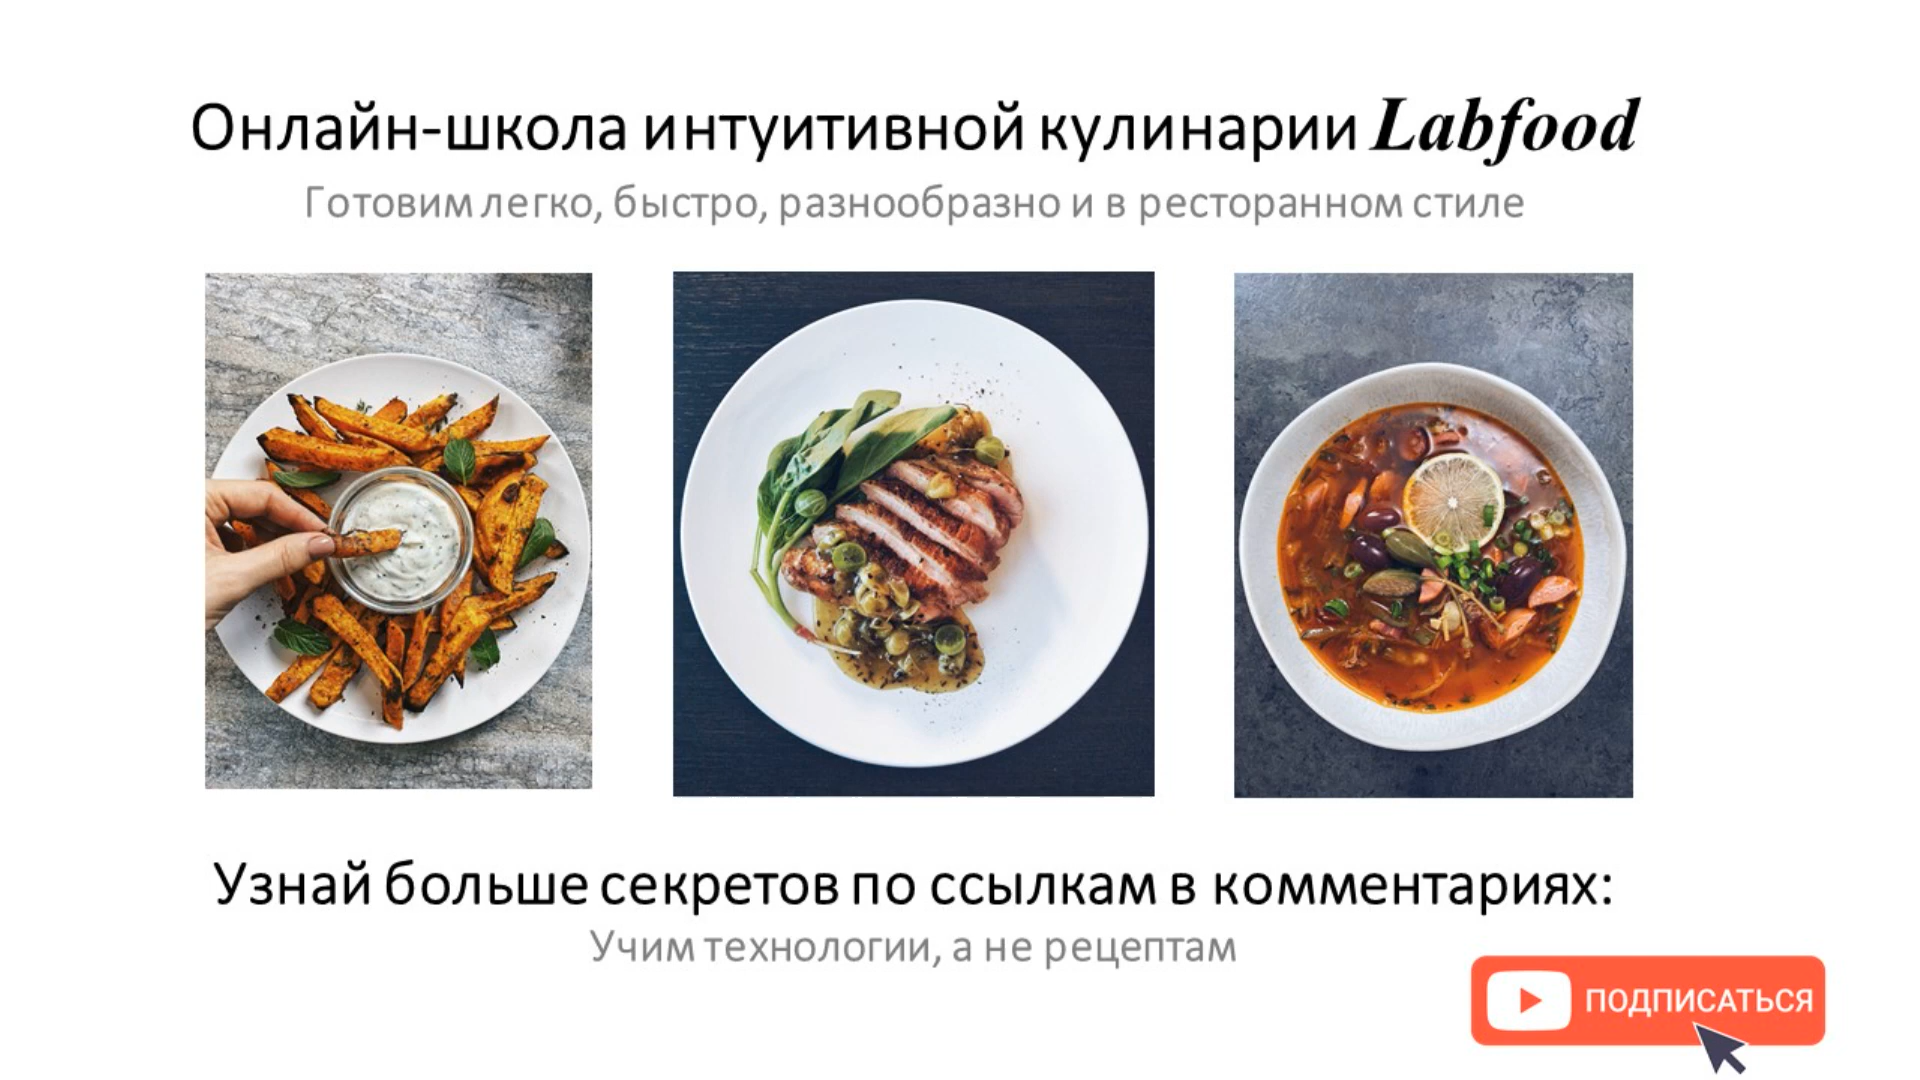 Онлайн-школа интуитивной кулинарии Labfood
Готовим легко, быстро, разнообразно и в ресторанном стиле
Узнай больше секретов по ссылкам в комментариях:
Учим технологии, а не рецептам
ПОДПИСАТЬСЯ